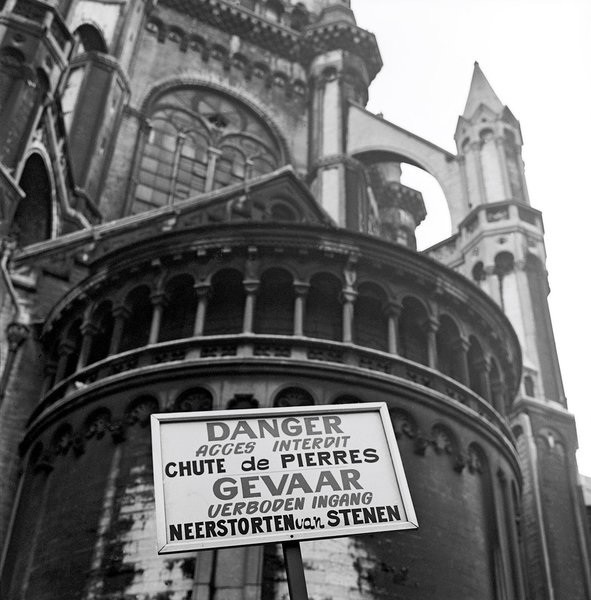 DANGER
ACCES INTERDIT
CHUTE de PIERRES
GEVAAR
VERBODEN INGANG
NEERSTORTEN van STENEN